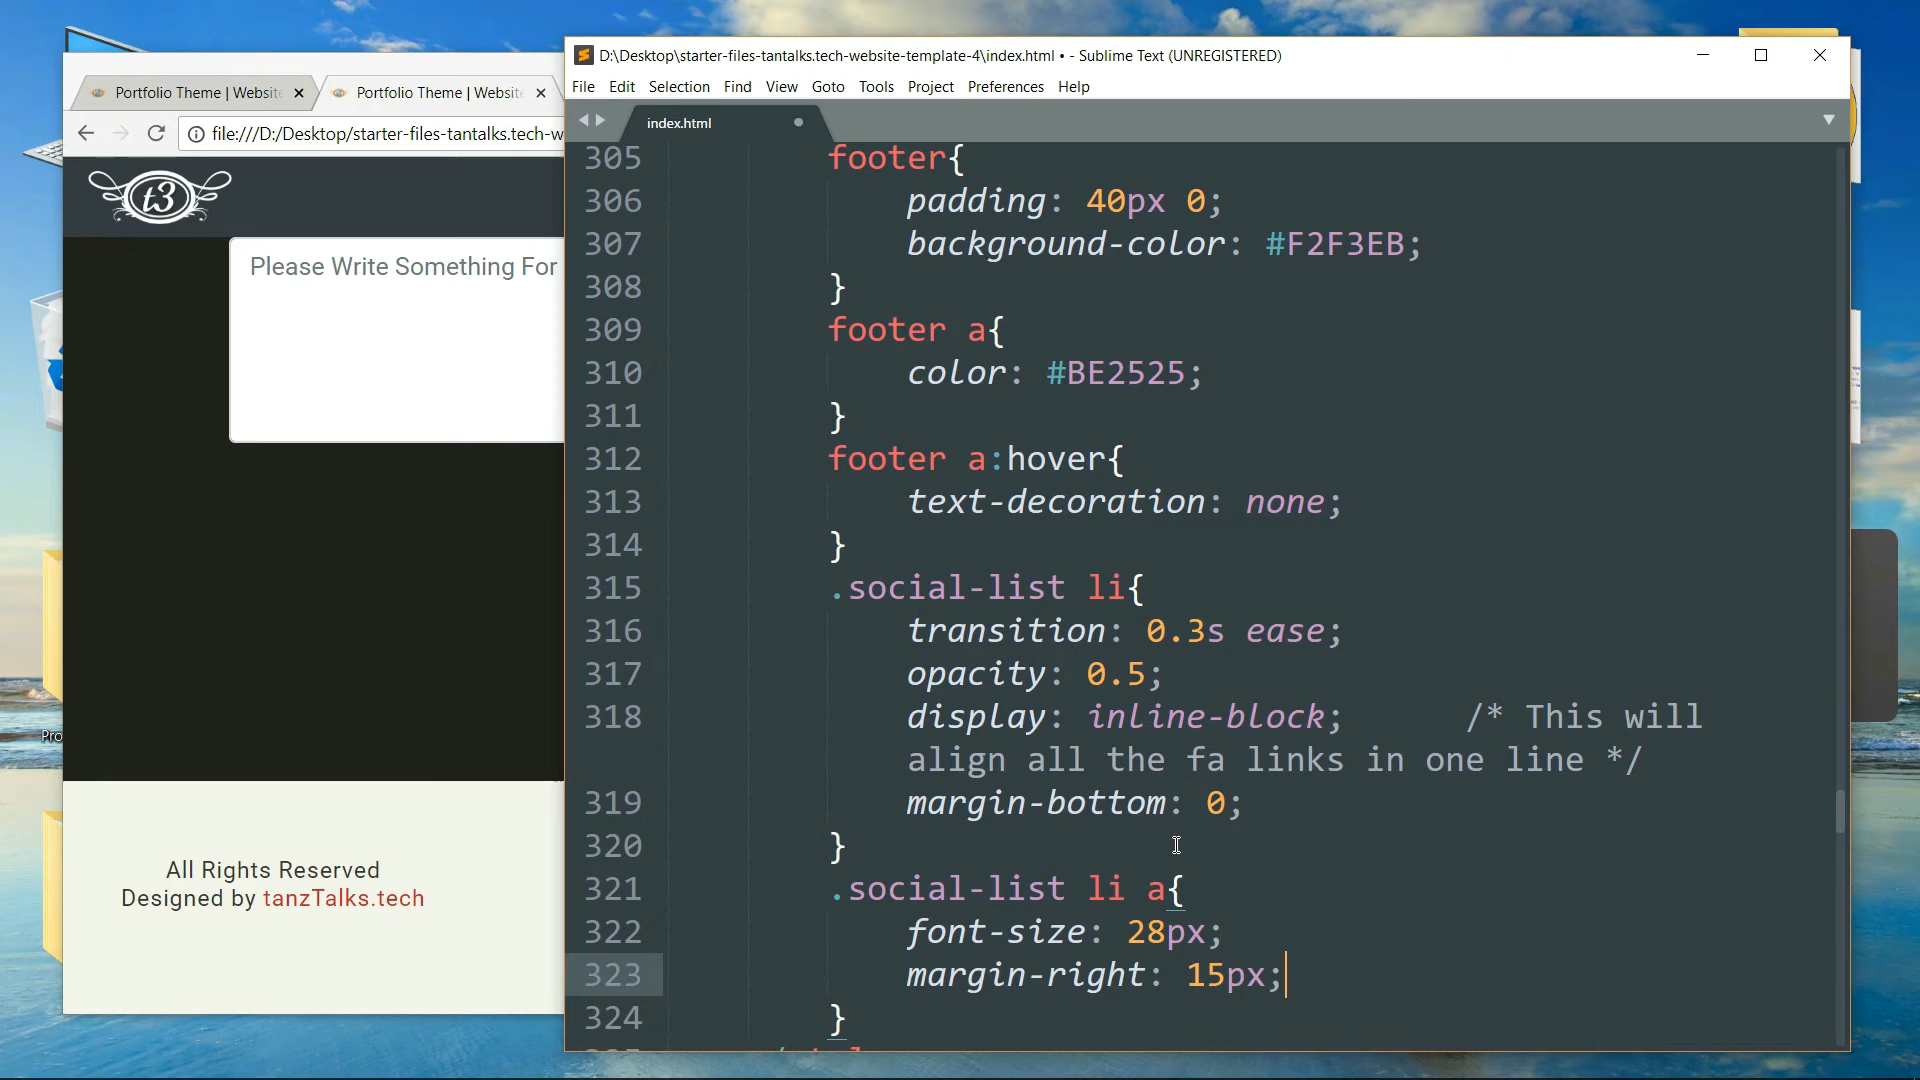 D:\Desktop\starter-files-tantalks.tech-website-template-4\index.html • - Sublime Text (UNREGISTERED)
File Edit Selection Find View Goto Tools Project Preferences Help
index.html
Portfolio Theme | Website
Portfolio Theme | Website
file:///D:/Desktop/starter-files-tantalks.tech-w
t3
Please Write Something For
All Rights Reserved
Designed by tanzTalks.tech
Pro
305 footer{
306 padding: 40px 0;
307 background-color: #F2F3EB;
308 }
309 footer a{
310 color: #BE2525;
311 }
312 footer a:hover{
313 text-decoration: none;
314 }
315 .social-list li{
316 transition: 0.3s ease;
317 opacity: 0.5;
318 display: inline-block; /* This will
align all the fa links in one line */
319 margin-bottom: 0;
320 }
321 .social-list li a{
322 font-size: 28px;
323 margin-right: 15px;
324 }